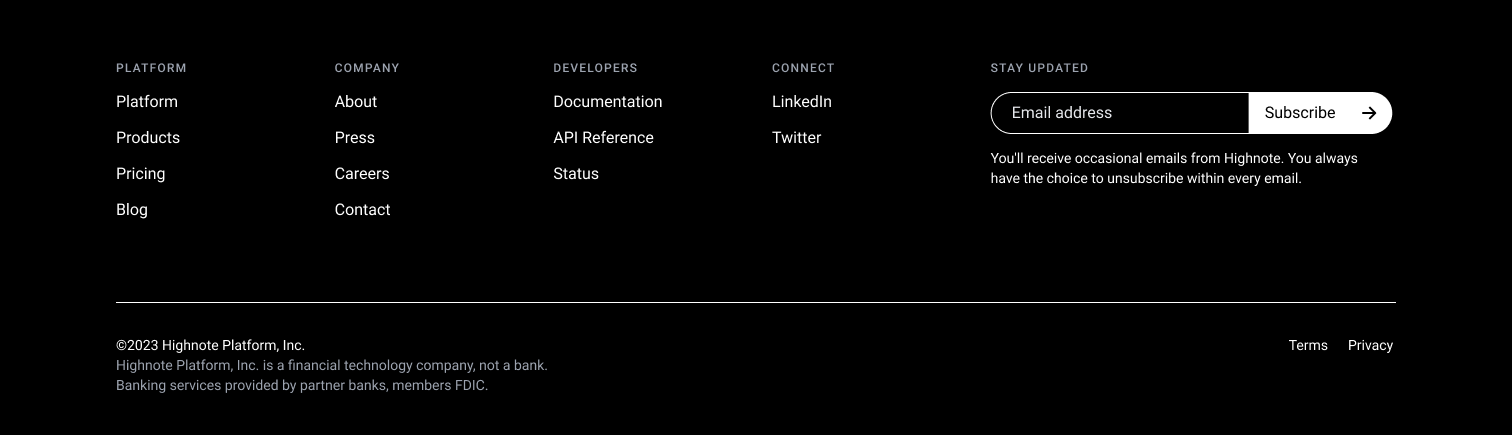 PLATFORM
Platform
Products
Pricing
Blog
COMPANY
About
Press
Careers
Contact
DEVELOPERS
Documentation
API Reference
Status
CONNECT
LinkedIn
Twitter
STAY UPDATED
Email address
Subscribe
You'll receive occasional emails from Highnote. You always
have the choice to unsubscribe within every email.
©2023 Highnote Platform, Inc.
Highnote Platform, Inc. is a financial technology company, not a bank.
Banking services provided by partner banks, members FDIC.
Terms
Privacy